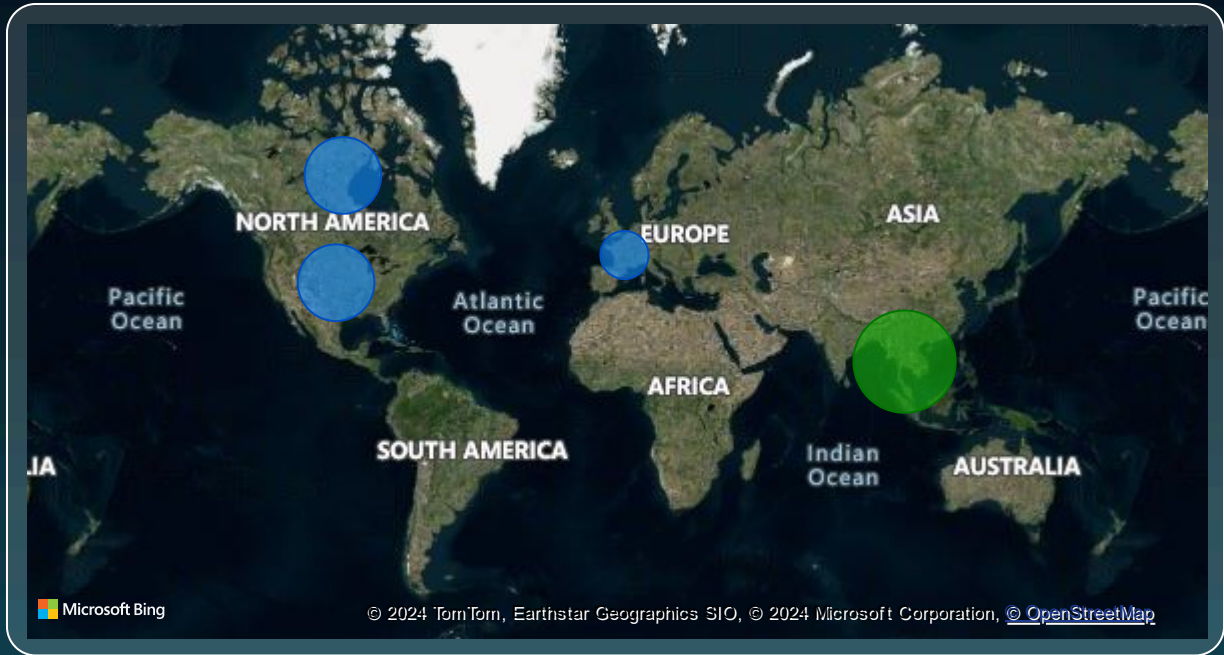 NORTH AMERICA
EUROPE
ASIA
Pacific
Ocean
Atlantic
Ocean
Pacific
Ocean
AFRICA
SOUTH AMERICA
Indian
Ocean
LIA
AUSTRALIA
Microsoft Bing
© 2024 TomTom, Earthstar Geographics SIO, © 2024 Microsoft Corporation, © OpenStreetMap